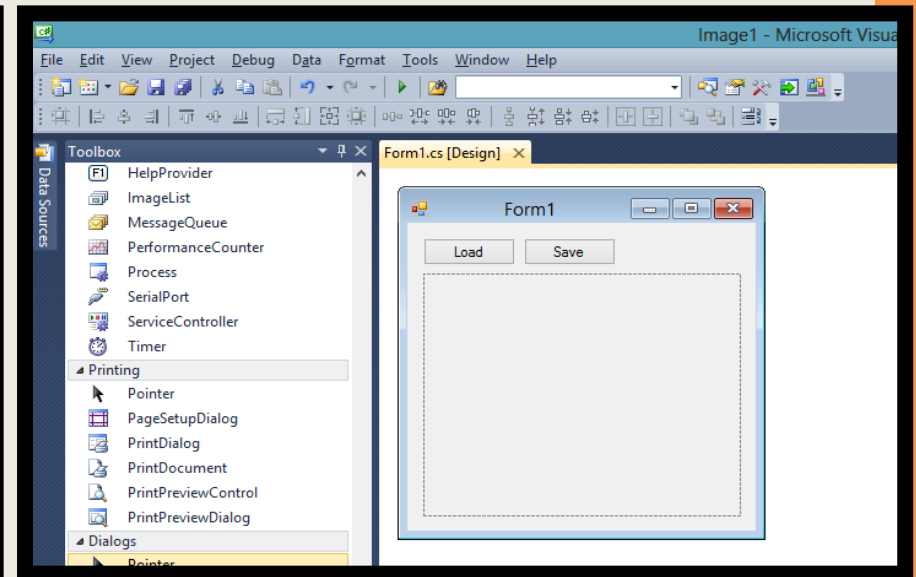 Image1 - Microsoft Visua
File Edit View Project Debug Data Format Tools Window Help
Data Sources
Toolbox
Form1.cs [Design]
HelpProvider
ImageList
MessageQueue
PerformanceCounter
Process
SerialPort
ServiceController
Timer
Printing
Pointer
PageSetupDialog
PrintDialog
PrintDocument
PrintPreviewControl
PrintPreviewDialog
Dialogs
Pointer
Form1
Load Save